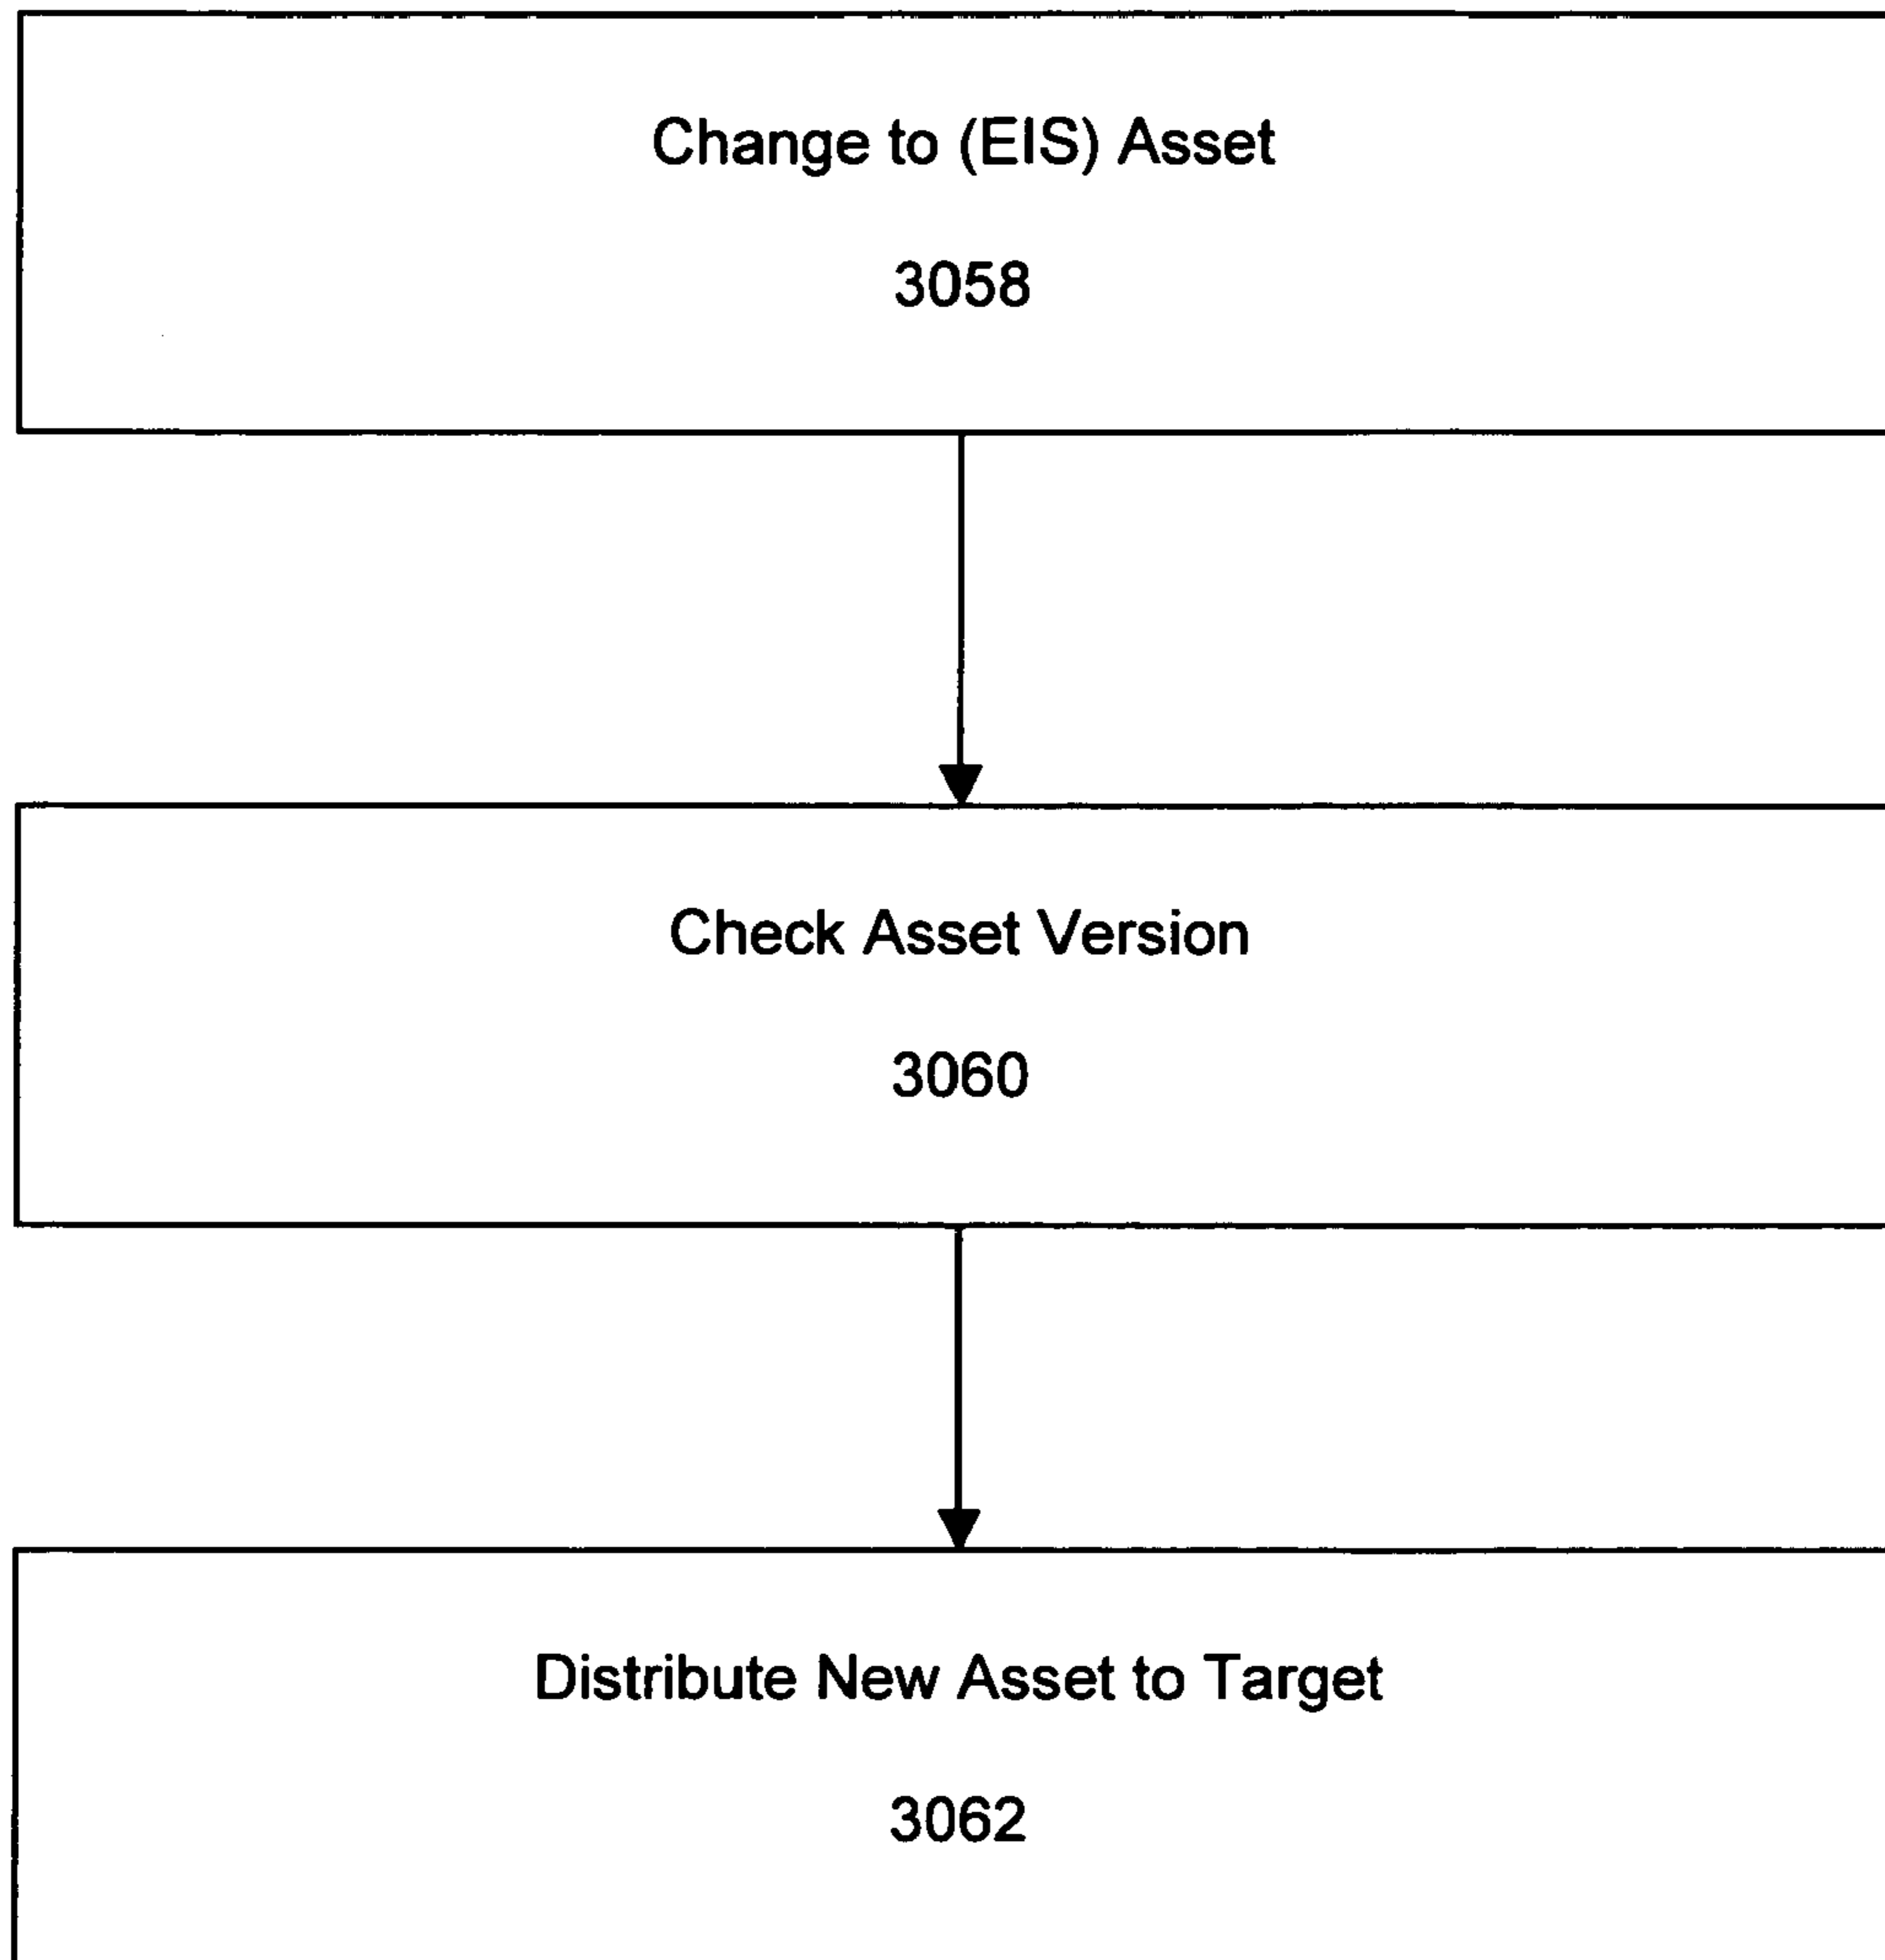 Change to (EIS) Asset
3058
Check Asset Version
3060
Distribute New Asset to Target
3062